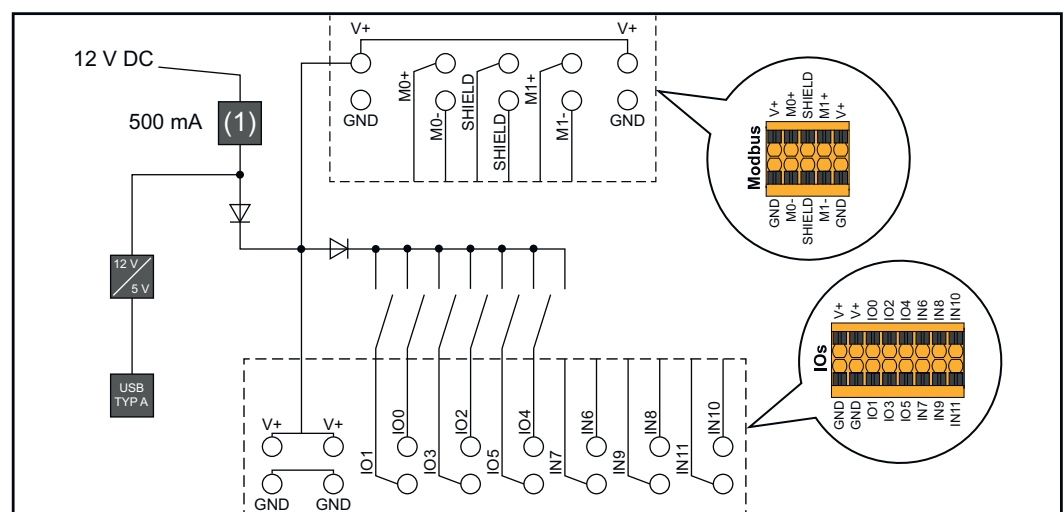 12 V DC
500 mA
(1)
12 V
5 V
USB
TYP A
V+
V+
M0+
SHIELD
M1+
GND
M0-
SHIELD
M1-
GND
Modbus
V+
M0+
SHIELD
M1+
V+
GND
M0-
SHIELD
M1-
GND
IOs
V+
V+
IO0
IO2
IO4
IN6
IN8
IN10
GND
GND
IO1
IO3
IO5
IN7
IN9
IN11
V+
V+
IO0
IO2
IO4
IN6
IN8
IN10
IO1
IO3
IO5
IN7
IN9
IN11
GND
GND